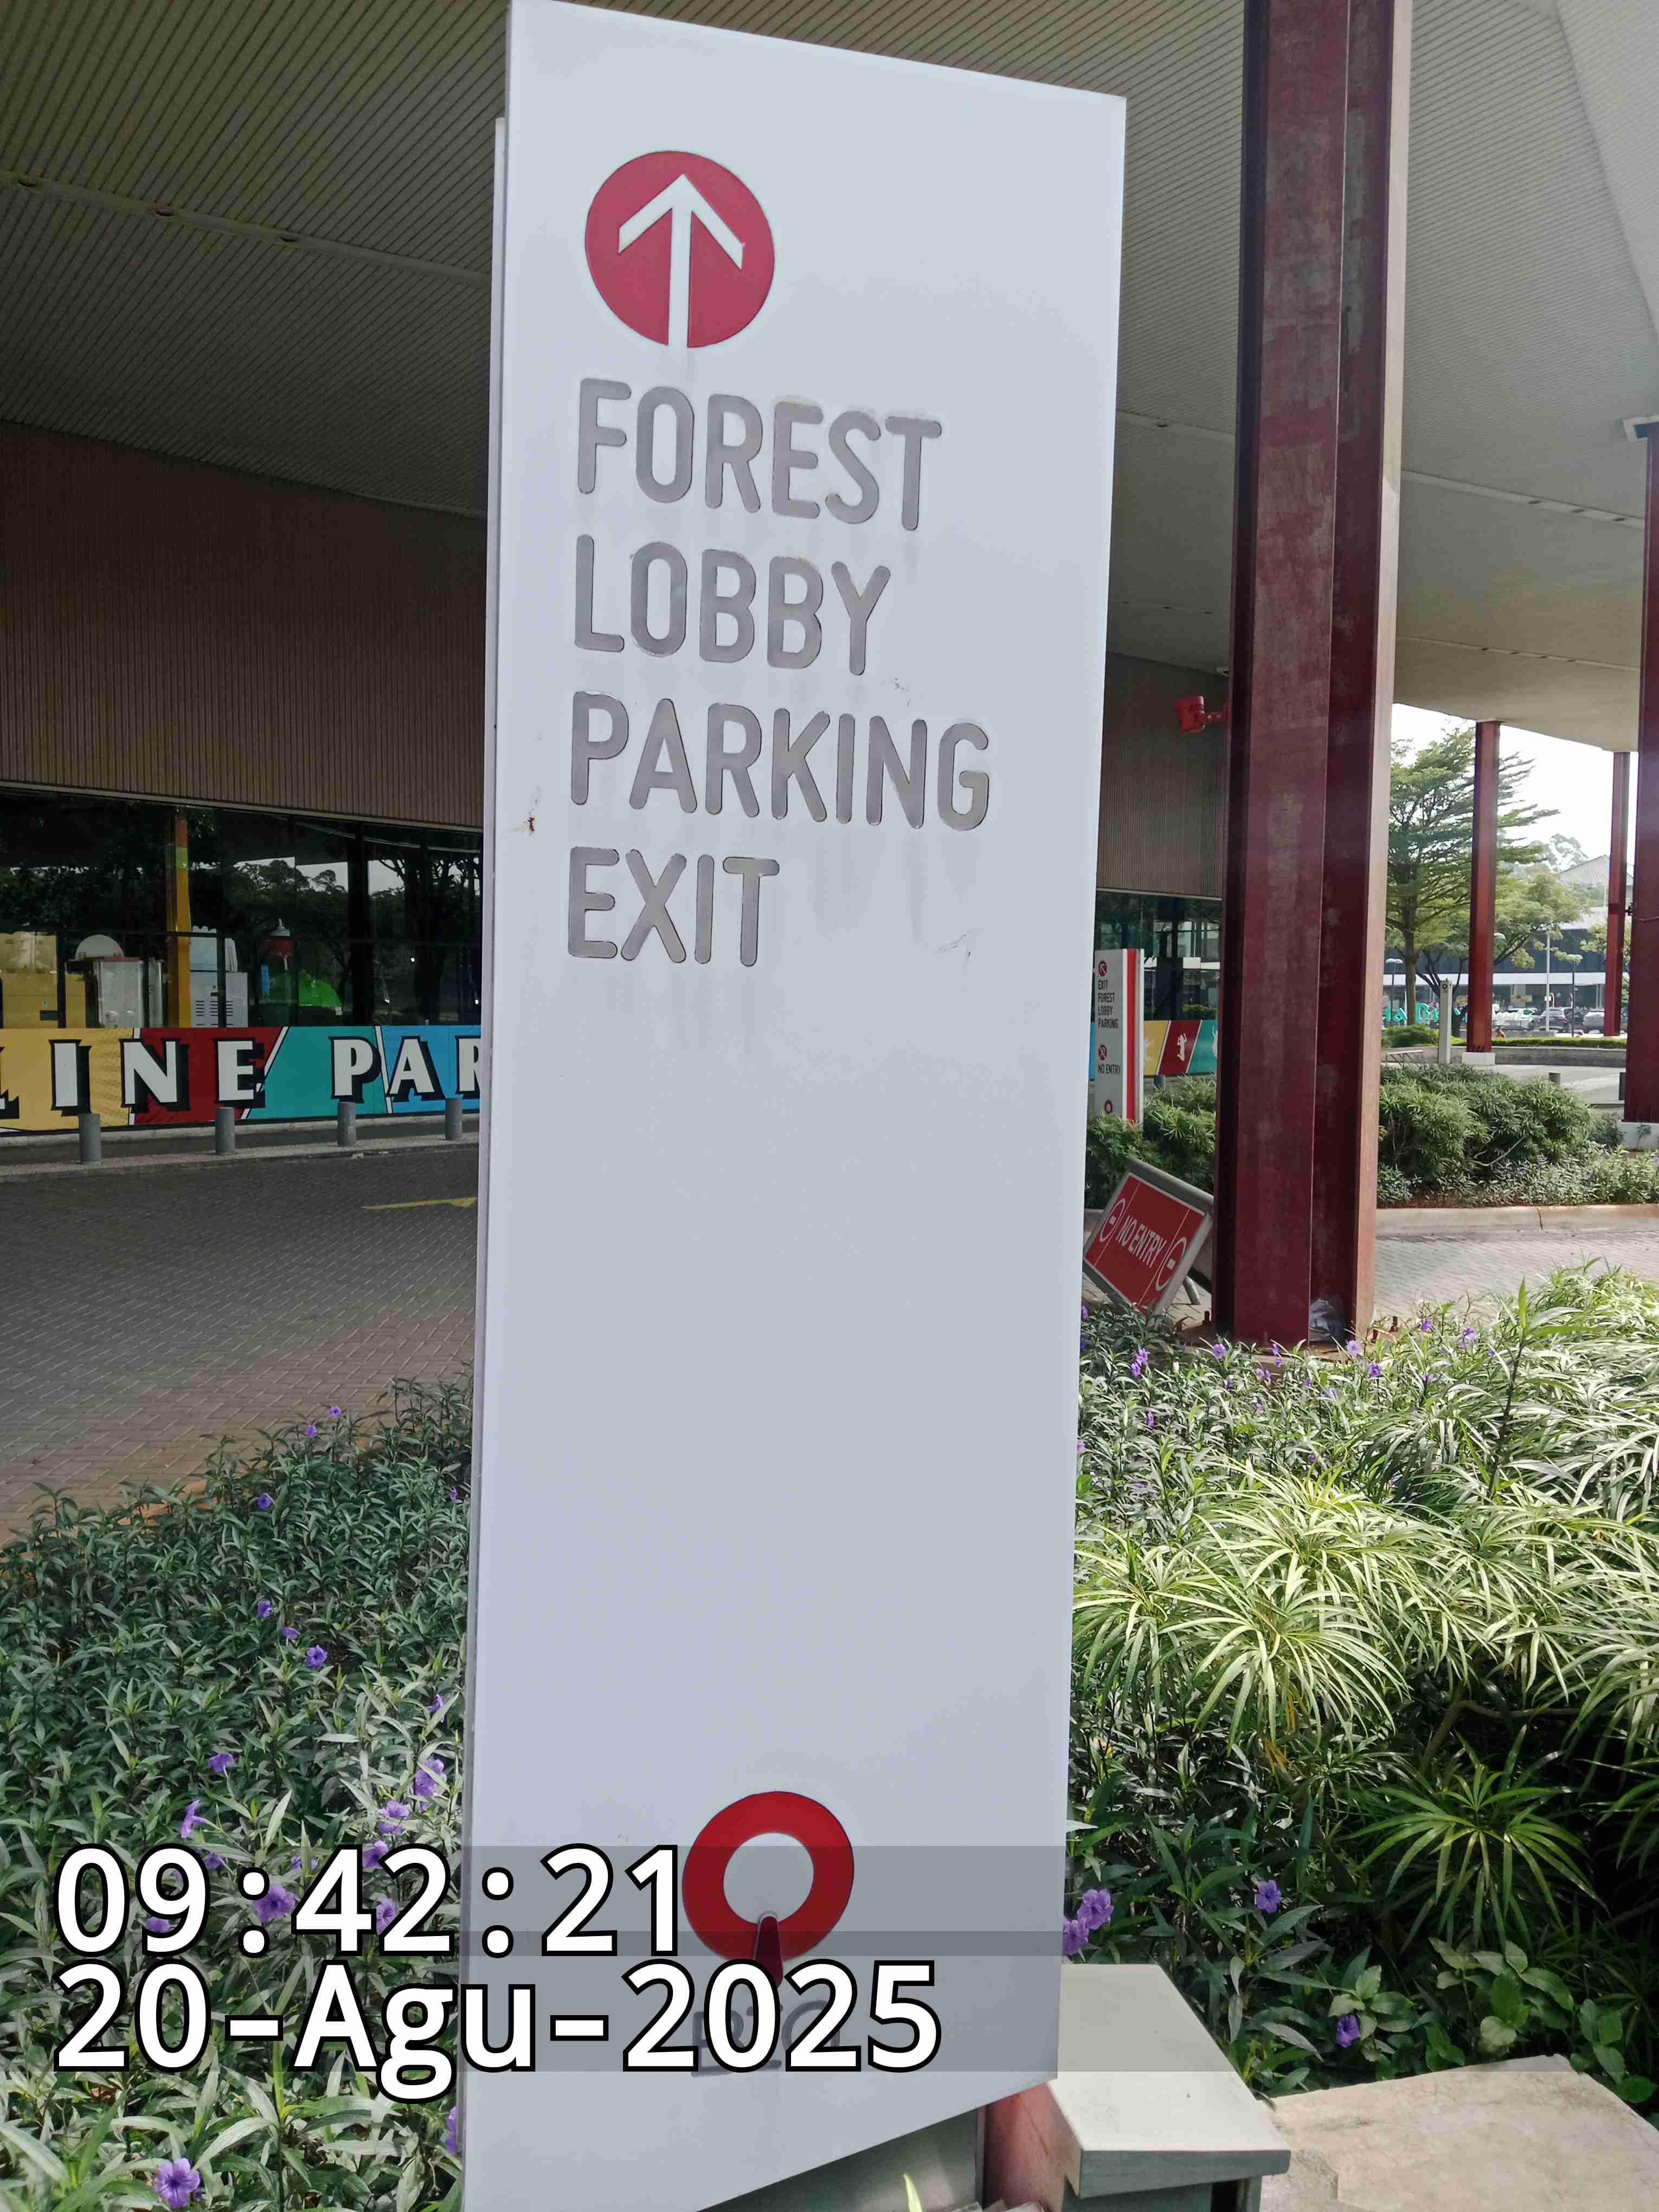 FOREST
LOBBY
PARKING
EXIT
LINE PAR
EXIT
FOREST
LOBBY
PARKING
NO ENTRY
NO ENTRY
09:42:21
20-Agu-2025